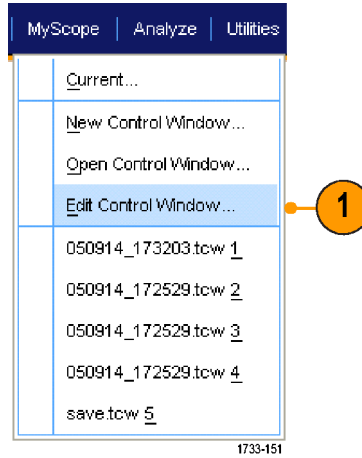 MyScope | Analyze | Utilities
Current...
New Control Window...
Open Control Window...
Edit Control Window...
1
050914_173203.tcw 1
050914_172529.tcw 2
050914_172529.tcw 3
050914_172529.tcw 4
save.tcw 5
1733-151